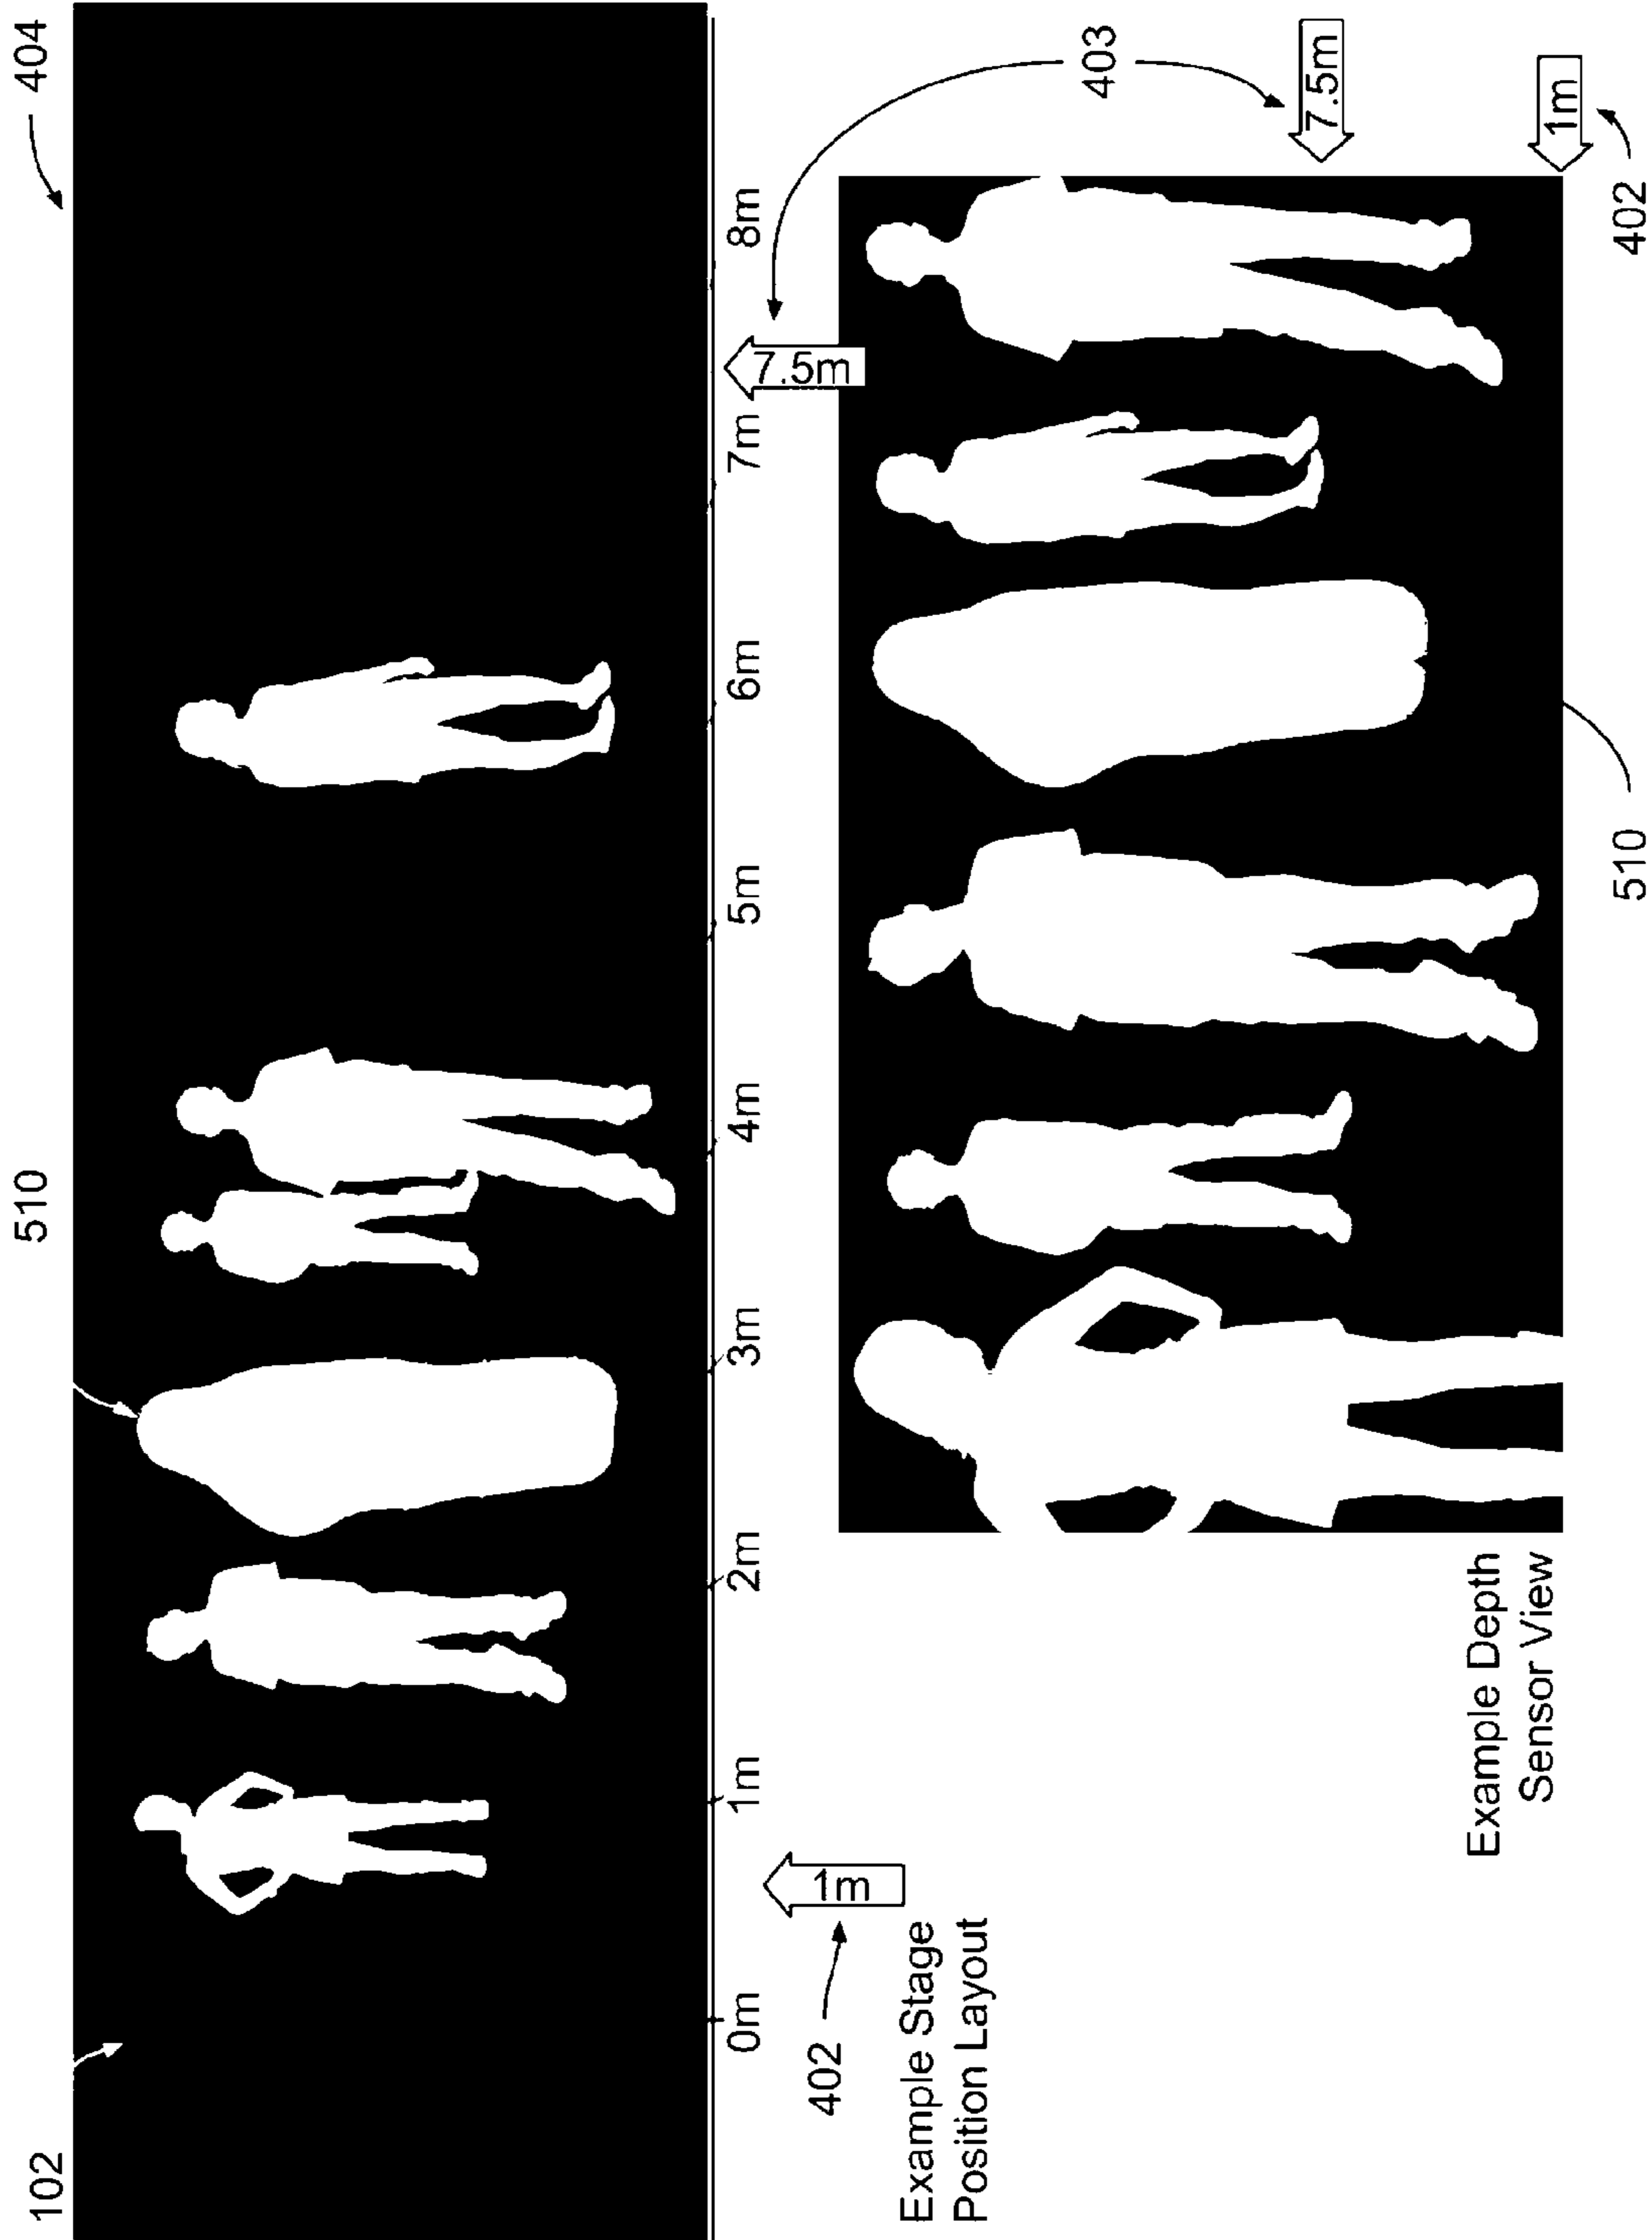 102
510
404
0m
1m
2m
3m
4m
5m
6m
7m
8m
402
1m
7.5m
403
Example Stage
Position Layout
7.5m
1m
402
Example Depth
Sensor View
510